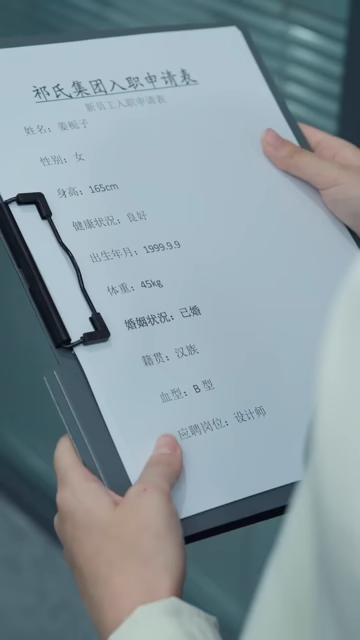 祁氏集团入职申请表
新员工入职申请表
姓名：姜栀子
性别：女
身高：165cm
健康状况：良好
出生年月：1999.9.9
体重：45kg
婚姻状况：已婚
籍贯：汉族
血型：B 型
应聘岗位：设计师